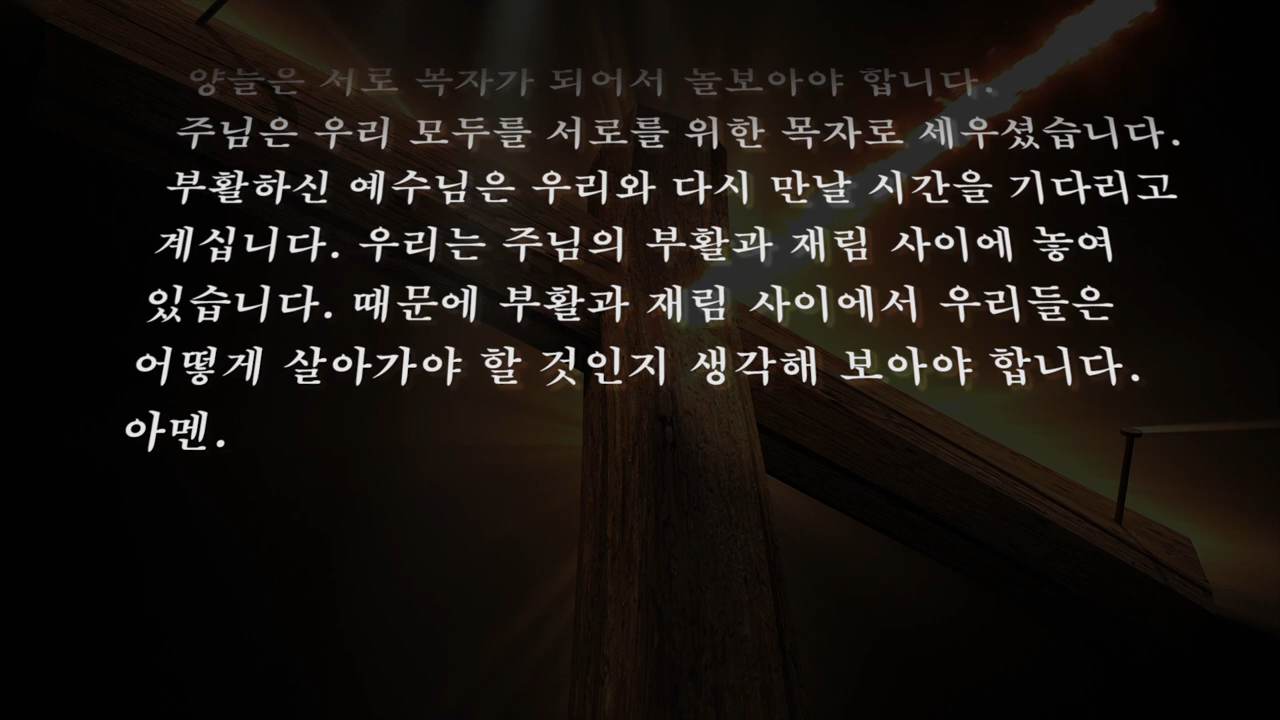 양들은 서로 목자가 되어서 돌보아야 합니다.
주님은 우리 모두를 서로를 위한 목자로 세우셨습니다.
부활하신 예수님은 우리와 다시 만날 시간을 기다리고
계십니다. 우리는 주님의 부활과 재림 사이에 놓여
있습니다. 때문에 부활과 재림 사이에서 우리들은
어떻게 살아가야 할 것인지 생각해 보아야 합니다.
아멘.